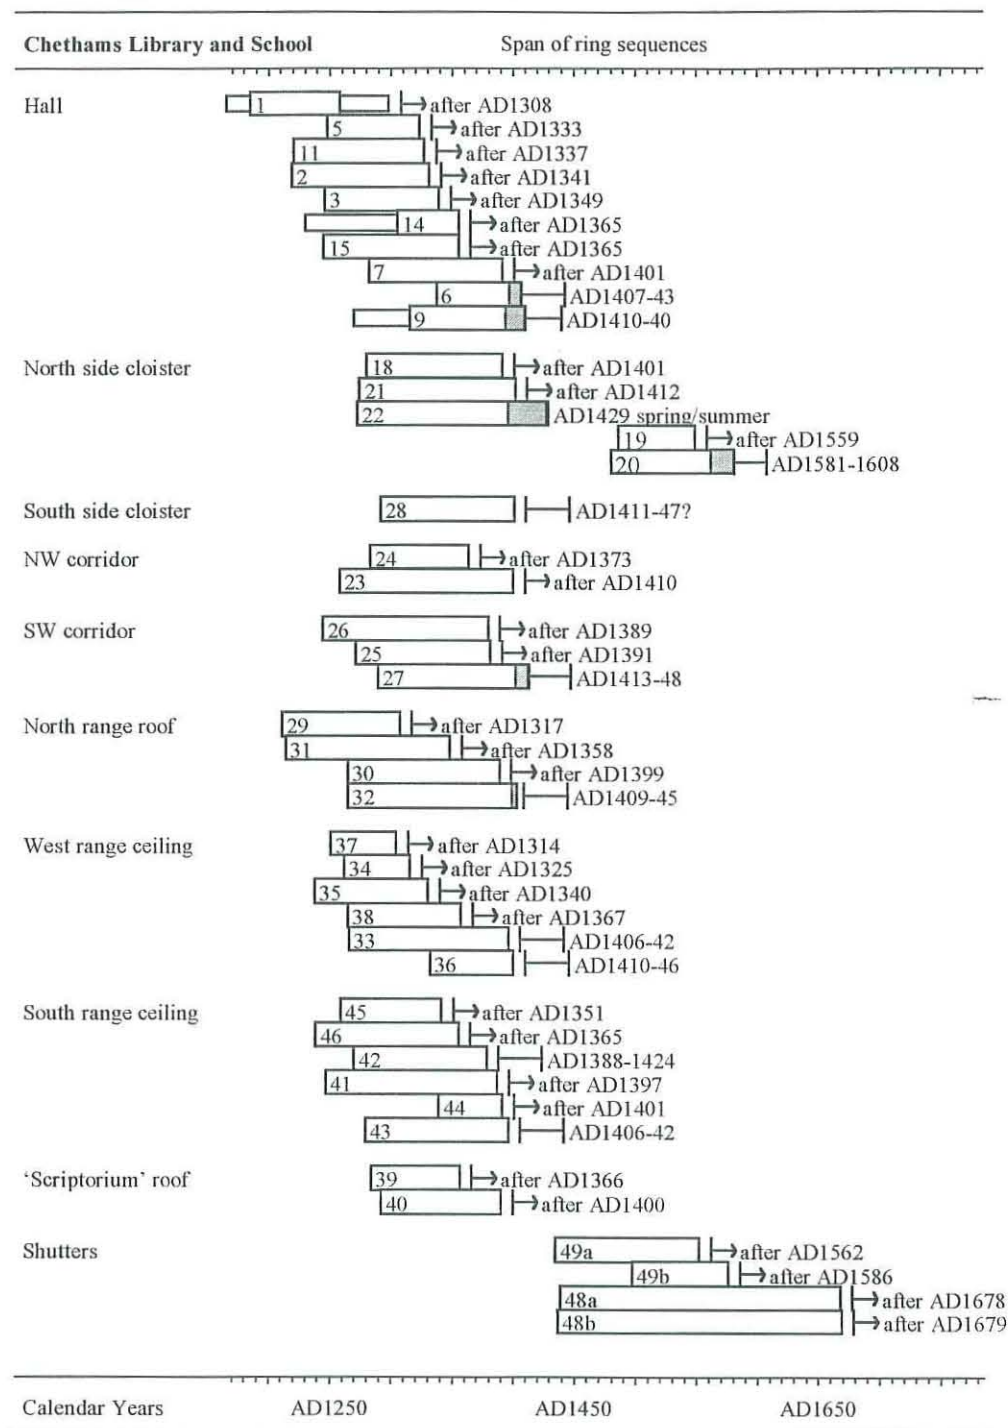 Chethams Library and School Span of ring sequences
Hall 1 after AD1308
5 after AD1333
11 after AD1337
2 after AD1341
3 after AD1349
14 after AD1365
15 after AD1365
7 after AD1401
6 AD1407-43
9 AD1410-40
North side cloister 18 after AD1401
21 after AD1412
22 AD1429 spring/summer
19 after AD1559
20 AD1581-1608
South side cloister 28 AD1411-47?
NW corridor 24 after AD1373
23 after AD1410
SW corridor 26 after AD1389
25 after AD1391
27 AD1413-48
North range roof 29 after AD1317
31 after AD1358
30 after AD1399
32 AD1409-45
West range ceiling 37 after AD1314
34 after AD1325
35 after AD1340
38 after AD1367
33 AD1406-42
36 AD1410-46
South range ceiling 45 after AD1351
46 after AD1365
42 AD1388-1424
41 after AD1397
44 after AD1401
43 AD1406-42
‘Scriptorium’ roof 39 after AD1366
40 after AD1400
Shutters 49a after AD1562
49b after AD1586
48a after AD1678
48b after AD1679
Calendar Years AD1250 AD1450 AD1650